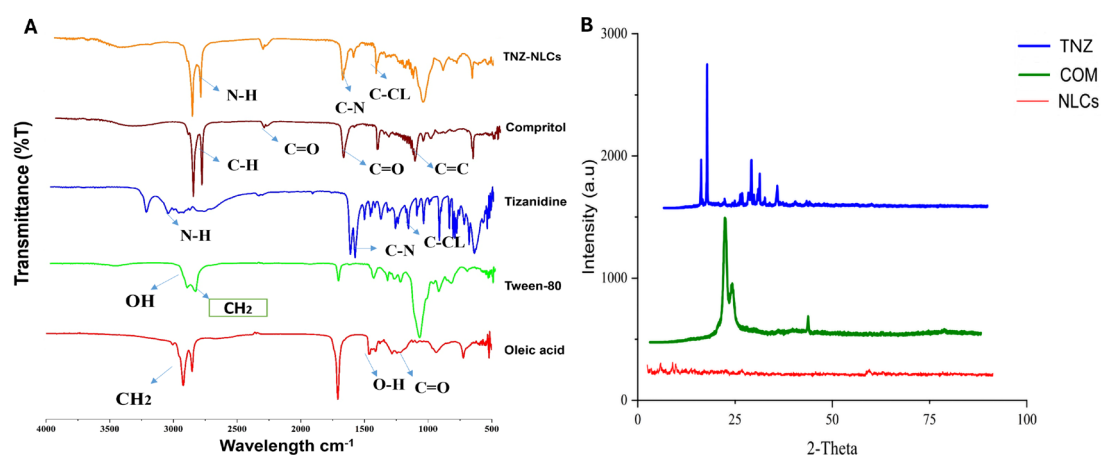 A
TNZ-NLCs
N-H
C-N
C-CL
Compritol
C-H
C=O
C=O
C=C
Tizanidine
N-H
C-N
C-CL
Tween-80
OH
CH2
Oleic acid
CH2
O-H
C=O
Transmittance (%T)
4000 3500 3000 2500 2000 1500 1000 500
Wavelength cm-1
B
TNZ
COM
NLCs
3000
2000
1000
0
Intensity (a.u)
0 25 50 75 100
2-Theta